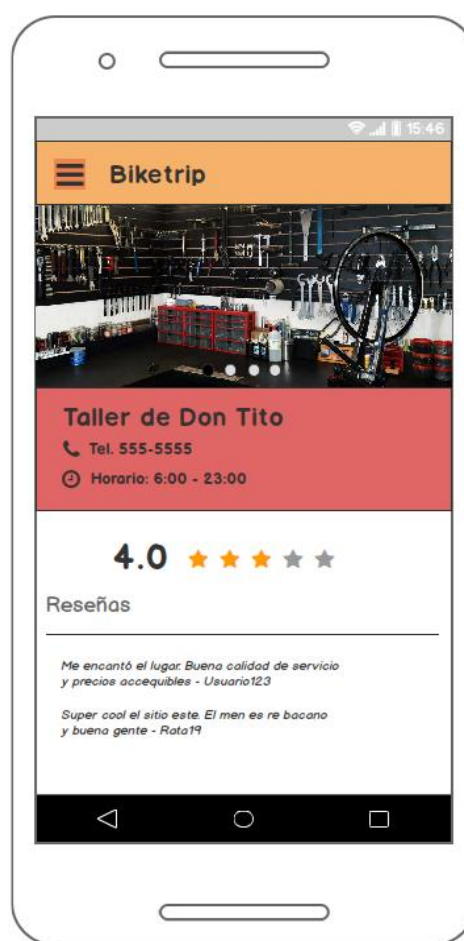 15:46
Biketrip
Taller de Don Tito
Tel. 555-5555
Horario: 6:00 - 23:00
4.0
Reseñas
Me encantó el lugar. Buena calidad de servicio
y precios accequibles - Usuario123
Super cool el sitio este. El men es re bacano
y buena gente - Rata19